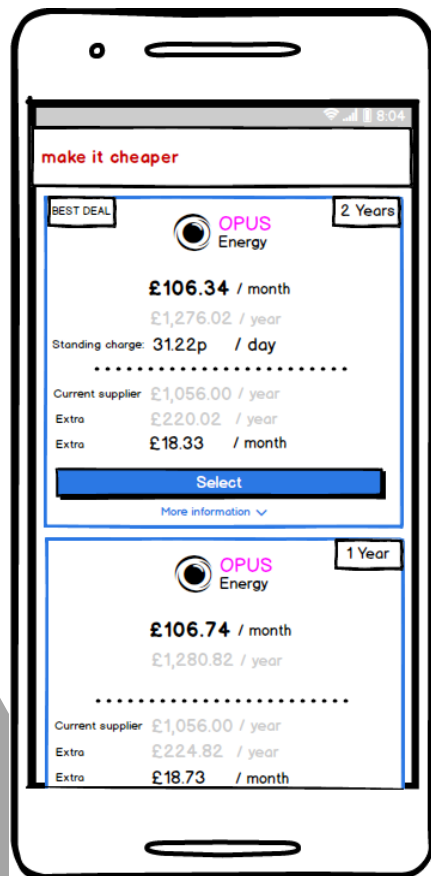 8:04
make it cheaper
BEST DEAL
2 Years
OPUS
Energy
£106.34 / month
£1,276.02 / year
Standing charge: 31.22p / day
Current supplier £1,056.00 / year
Extra £220.02 / year
Extra £18.33 / month
Select
More information
1 Year
OPUS
Energy
£106.74 / month
£1,280.82 / year
Current supplier £1,056.00 / year
Extra £224.82 / year
Extra £18.73 / month